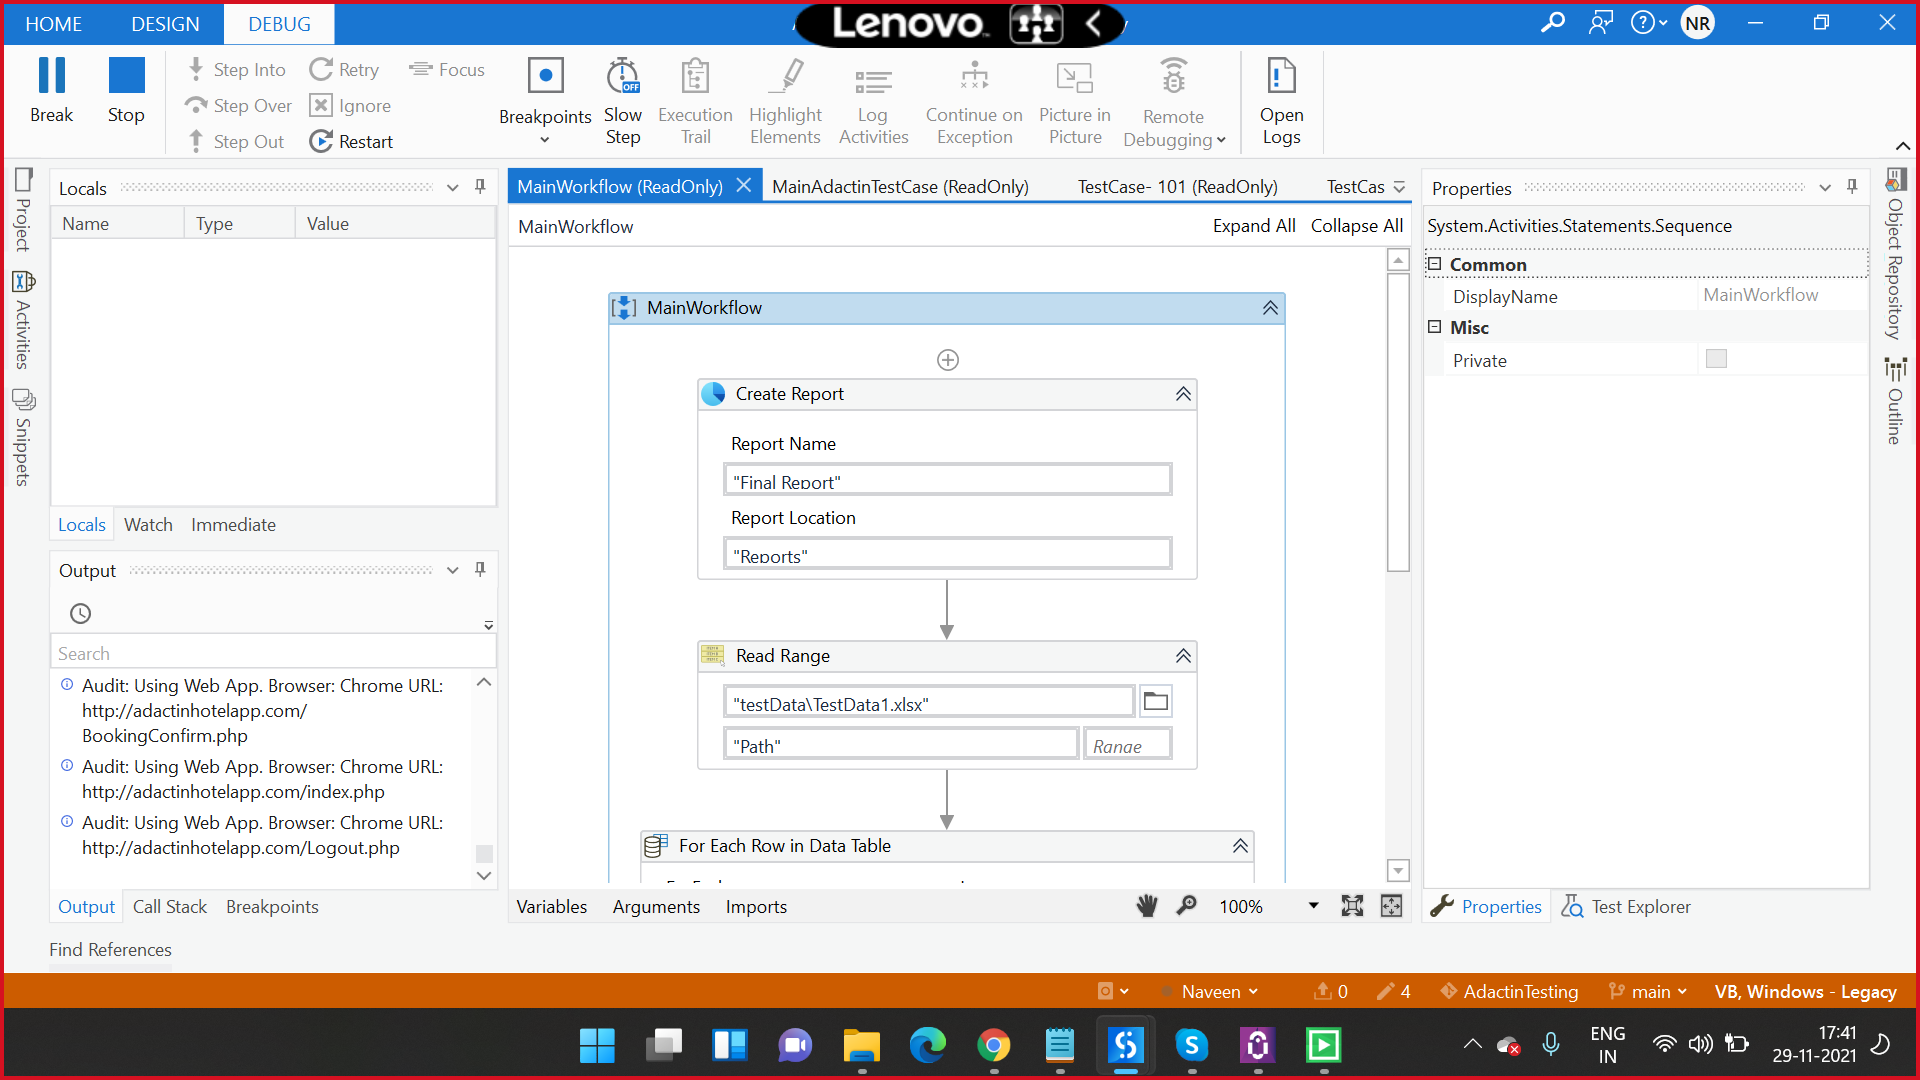 HOME DESIGN DEBUG
Lenovo
NR
Break
Stop
Step Into
Step Over
Step Out
Retry
Ignore
Restart
Focus
Breakpoints
Slow
Step
OFF
Execution
Trail
Highlight
Elements
Log
Activities
Continue on
Exception
Picture in
Picture
Remote
Debugging
Open
Logs
Project
Activities
Snippets
Locals
Name Type Value
Locals Watch Immediate
Output
Search
Audit: Using Web App. Browser: Chrome URL:
http://adactinhotelapp.com/
BookingConfirm.php
Audit: Using Web App. Browser: Chrome URL:
http://adactinhotelapp.com/index.php
Audit: Using Web App. Browser: Chrome URL:
http://adactinhotelapp.com/Logout.php
Output Call Stack Breakpoints
Find References
MainWorkflow (ReadOnly) MainAdactinTestCase (ReadOnly) TestCase- 101 (ReadOnly) TestCas
MainWorkflow Expand All Collapse All
MainWorkflow
Create Report
Report Name
"Final Report"
Report Location
"Reports"
Read Range
"testData\TestData1.xlsx"
"Path" Range
For Each Row in Data Table
Variables Arguments Imports 100%
Properties
System.Activities.Statements.Sequence
Common
DisplayName MainWorkflow
Misc
Private
Properties Test Explorer
Object Repository
Outline
Naveen 0 4 AdactinTesting main VB, Windows - Legacy
ENG
IN
17:41
29-11-2021